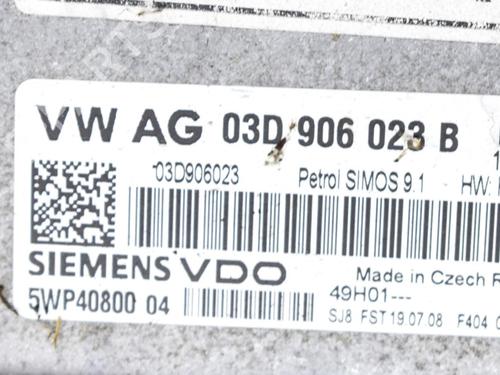 VW AG 03D 906 023 B
03D906023 Petrol SIMOS 9.1 HW:
SIEMENS VDO Made in Czech
5WP40800 04 49H01---
SJ8 FST 19.07.08 F404